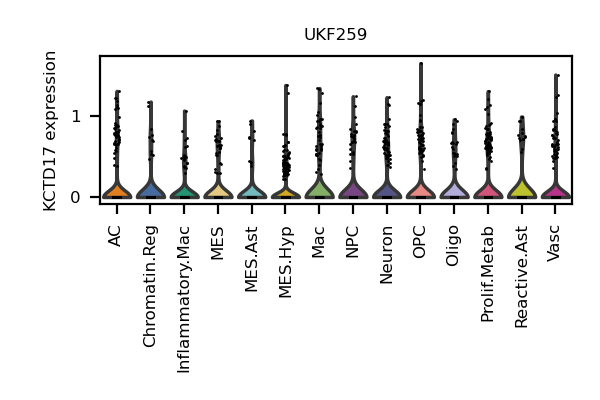 UKF259
KCTD17 expression
1
0
AC
Chromatin.Reg
Inflammatory.Mac
MES
MES.Ast
MES.Hyp
Mac
NPC
Neuron
OPC
Oligo
Prolif.Metab
Reactive.Ast
Vasc